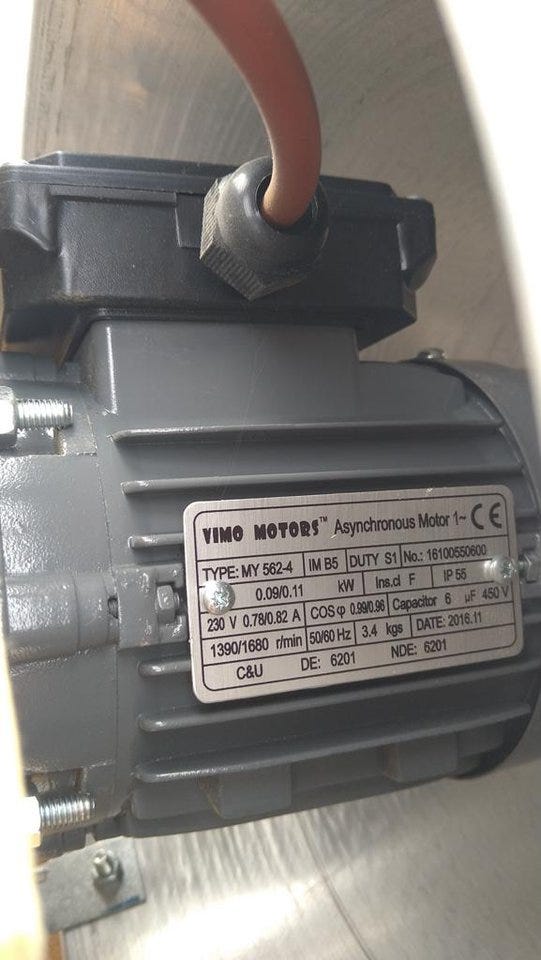 VIMO MOTORS™ Asynchronous Motor 1~ CE
TYPE: MY 562-4 IM B5 DUTY S1 No.: 16100550600
0.09/0.11 kW Ins.cl F IP 55
230 V 0.78/0.82 A COS φ 0.99/0.96 Capacitor 6 μF 450 V
1390/1680 r/min 50/60 Hz 3.4 kgs DATE: 2016.11
C&U DE: 6201 NDE: 6201